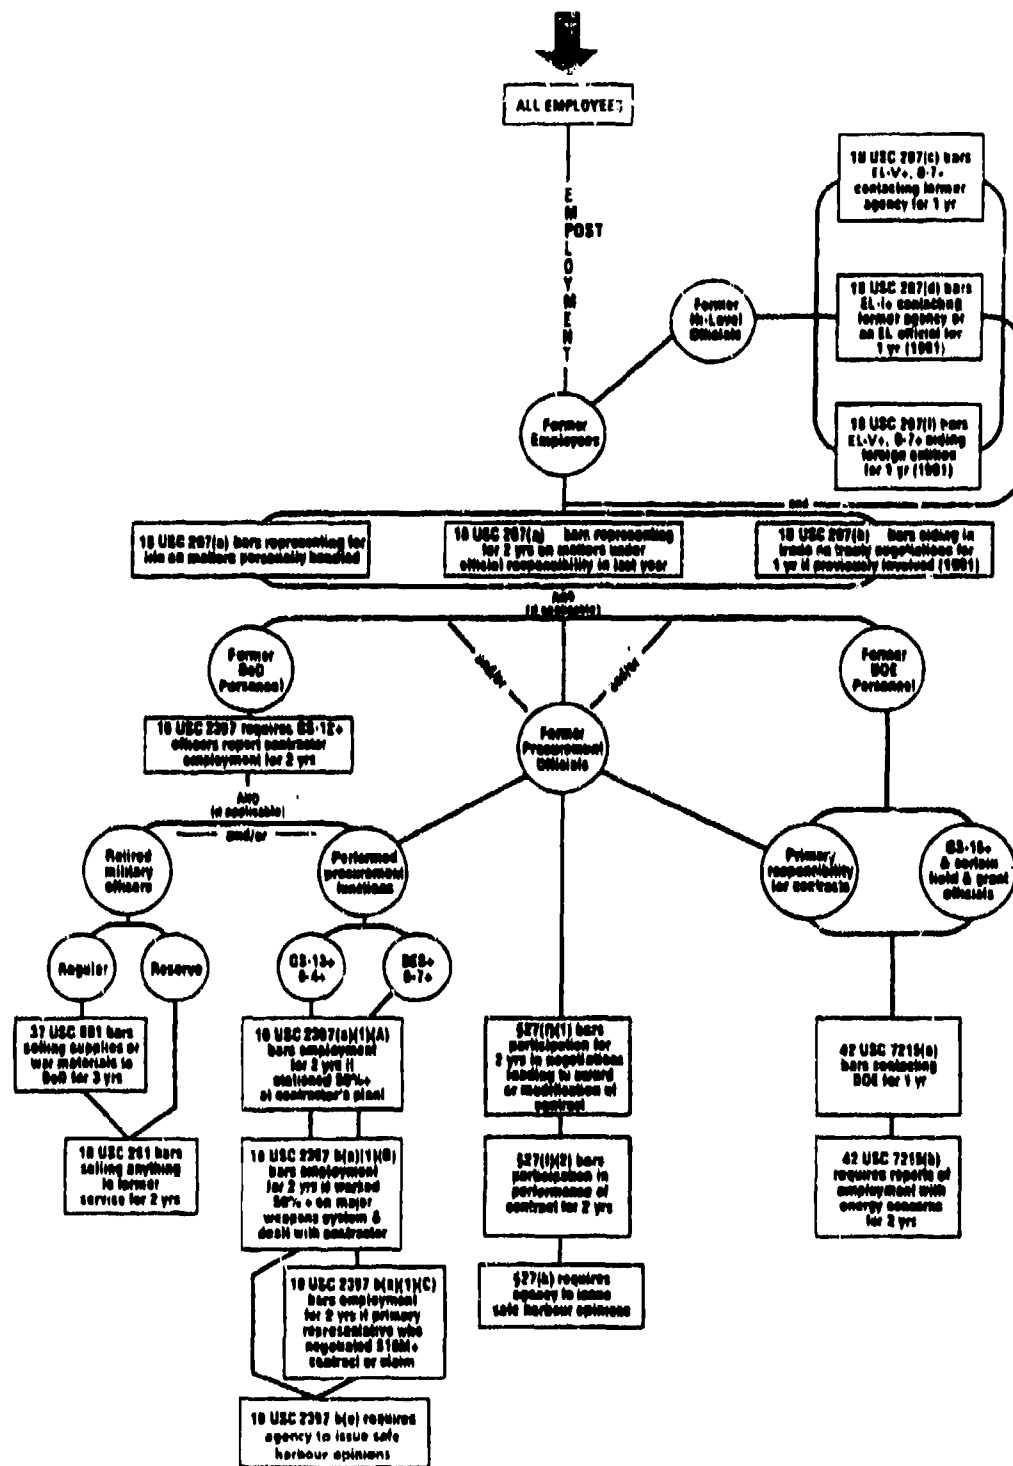 ALL EMPLOYEES
POST
EMPLOYMENT
18 USC 207(c) bars
EL-V+, O-7+
contacting former
agency for 1 yr
Former
Hi-Level
Officials
18 USC 207(d) bars
EL-I+ contacting
former agency or
an EL official for
1 yr (1991)
Former
Employees
18 USC 207(f) bars
EL-V+, O-7+ aiding
foreign entities
for 1 yr (1991)
and
18 USC 207(a) bars representing for
life on matters personally handled
18 USC 207(a) bars representing
for 2 yrs on matters under
official responsibility in last year
18 USC 207(b) bars aiding in
trade or treaty negotiations for
1 yr if previously involved (1991)
AND
(if applicable)
Former
DoD
Personnel
and/or
and/or
Former
DOE
Personnel
10 USC 2397 requires GS-12+
officers report contractor
employment for 2 yrs
Former
Procurement
Officials
AND
(if applicable)
and/or
Retired
military
officers
Performed
procurement
functions
Primary
responsibility
for contracts
GS-16+
& certain
field & grant
officials
Regular
Reserve
GS-13+
O-4+
SES+
O-7+
37 USC 801 bars
selling supplies or
war materials to
DoD for 3 yrs
10 USC 2397(a)(1)(A)
bars employment
for 2 yrs if
stationed 50%+
at contractor's plant
§27(f)(1) bars
participation for
2 yrs in negotiations
leading to award
or modification of
contract
42 USC 7215(a)
bars contacting
DOE for 1 yr
18 USC 281 bars
selling anything
to former
service for 2 yrs
10 USC 2397 b(a)(1)(B)
bars employment
for 2 yrs if worked
50%+ on major
weapons system &
dealt with contractor
§27(f)(2) bars
participation in
performance of
contract for 2 yrs
42 USC 7215(b)
requires reports of
employment with
energy concerns
for 2 yrs
10 USC 2397 b(a)(1)(C)
bars employment
for 2 yrs if primary
representative who
negotiated $10M+
contract or claim
§27(k) requires
agency to issue
safe harbour opinions
10 USC 2397 b(e) requires
agency to issue safe
harbour opinions